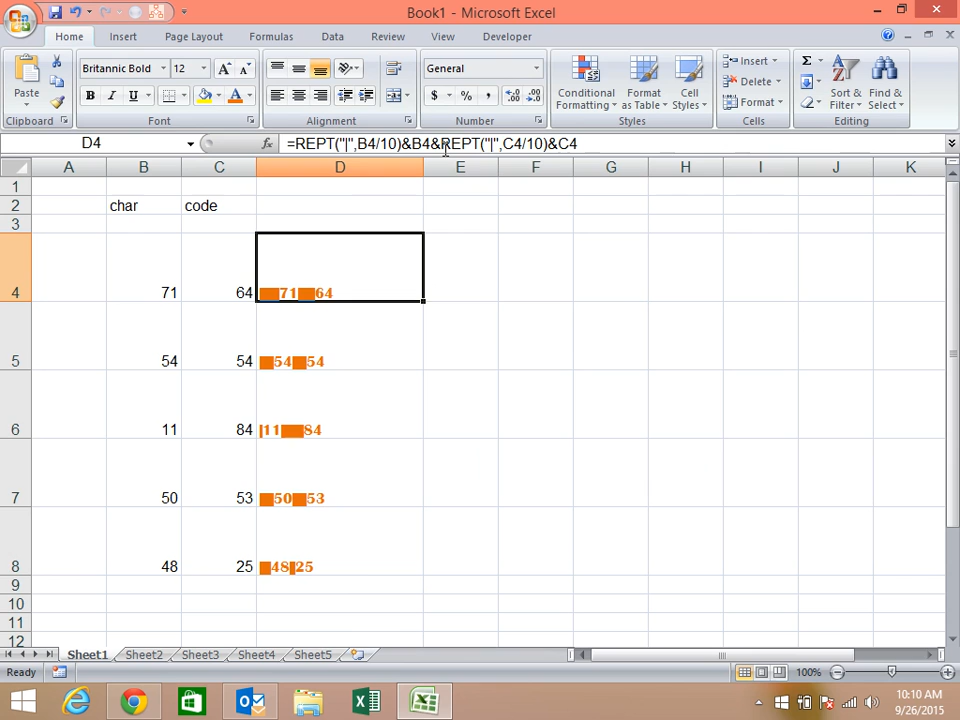 Book1 - Microsoft Excel
Home Insert Page Layout Formulas Data Review View Developer
Paste
Clipboard
Britannic Bold 12
B I U
Font
Alignment
General
$ % ,
Number
Conditional Formatting
Format as Table
Cell Styles
Styles
Insert
Delete
Format
Cells
Sort & Filter
Find & Select
Editing
D4 fx =REPT("|",B4/10)&B4&REPT("|",C4/10)&C4
A B C D E F G H I J K
1
2 char code
3
4 71 64 ||||||| 71 |||||| 64
5 54 54 ||||| 54 ||||| 54
6 11 84 | 11 |||||||| 84
7 50 53 ||||| 50 ||||| 53
8 48 25 |||| 48 || 25
9
10
11
12
Sheet1 Sheet2 Sheet3 Sheet4 Sheet5
Ready 100%
10:10 AM
9/26/2015